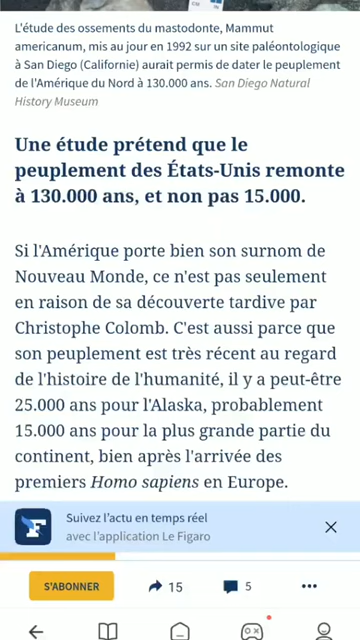 L'étude des ossements du mastodonte, Mammut
americanum, mis au jour en 1992 sur un site paléontologique
à San Diego (Californie) aurait permis de dater le peuplement
de l'Amérique du Nord à 130.000 ans. San Diego Natural
History Museum
Une étude prétend que le
peuplement des États-Unis remonte
à 130.000 ans, et non pas 15.000.
Si l'Amérique porte bien son surnom de
Nouveau Monde, ce n'est pas seulement
en raison de sa découverte tardive par
Christophe Colomb. C'est aussi parce que
son peuplement est très récent au regard
de l'histoire de l'humanité, il y a peut-être
25.000 ans pour l'Alaska, probablement
15.000 ans pour la plus grande partie du
continent, bien après l'arrivée des
premiers Homo sapiens en Europe.
Suivez l'actu en temps réel
avec l'application Le Figaro
S'ABONNER
15
5